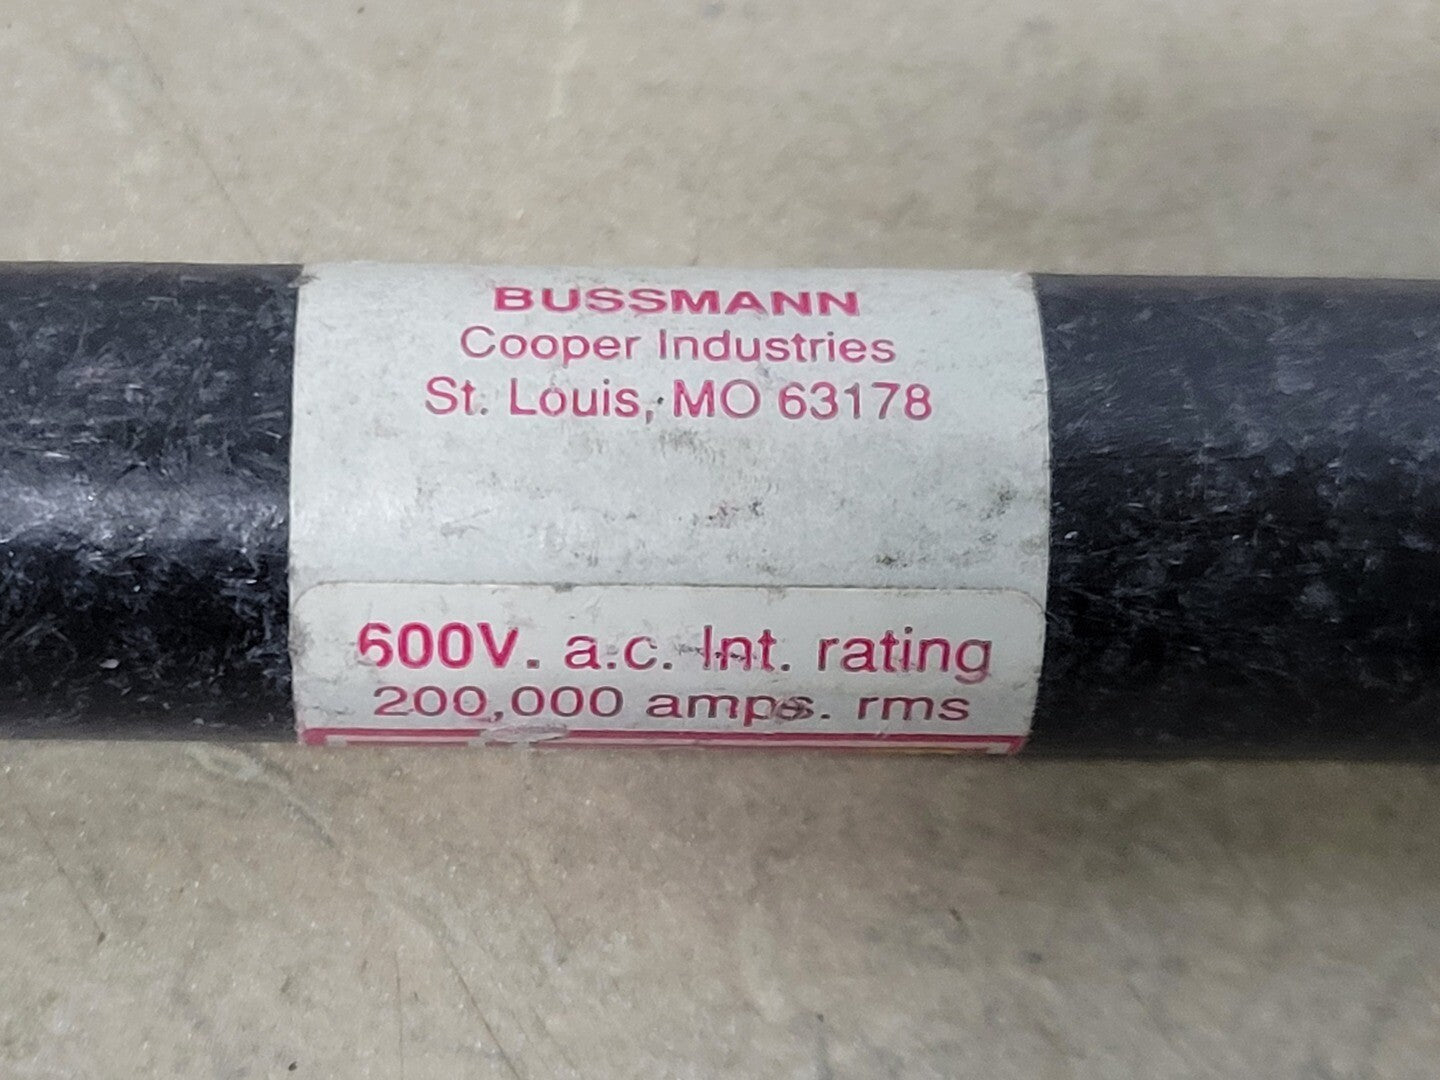 BUSSMANN
Cooper Industries
St. Louis, MO 63178
600V. a.c. Int. rating
200,000 amps. rms